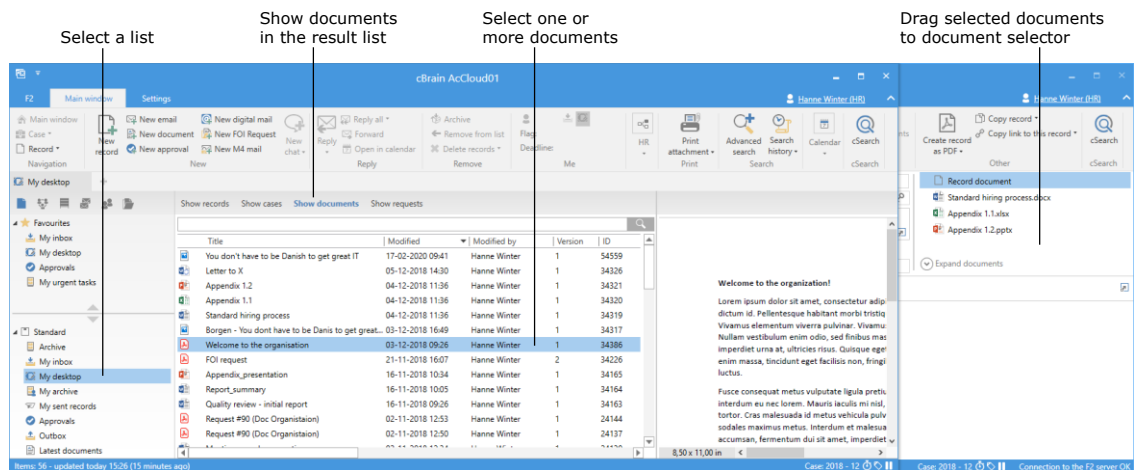 Select a list
Show documents
in the result list
Select one or
more documents
Drag selected documents
to document selector
cBrain AcCloud01
F2 Main window Settings
Hanne Winter (HR)
Hanne Winter (HR)
Main window
Case
Record
Navigation
New
record
New email
New document
New approval
New digital mail
New FOI Request
New M4 mail
New
chat
New
Reply
Reply all
Forward
Open in calendar
Reply
Archive
Remove from list
Delete records
Remove
Flag:
Deadline:
Me
HR
Print
attachment
Print
Advanced
search
Search
history
Search
Calendar
cSearch
cSearch
Create record
as PDF
Copy record
Copy link to this record
Other
cSearch
cSearch
My desktop
Show records Show cases Show documents Show requests
Favourites
My inbox
My desktop
Approvals
My urgent tasks
Standard
Archive
My inbox
My desktop
My archive
My sent records
Approvals
Outbox
Latest documents
Title Modified Modified by Version ID
You don't have to be Danish to get great IT 17-02-2020 09:41 Hanne Winter 1 54559
Letter to X 05-12-2018 14:30 Hanne Winter 1 34326
Appendix 1.2 04-12-2018 11:36 Hanne Winter 1 34321
Appendix 1.1 04-12-2018 11:36 Hanne Winter 1 34320
Standard hiring process 04-12-2018 11:36 Hanne Winter 1 34319
Borgen - You dont have to be Danis to get great... 03-12-2018 16:49 Hanne Winter 1 34317
Welcome to the organisation 03-12-2018 09:26 Hanne Winter 1 34386
FOI request 21-11-2018 16:07 Hanne Winter 2 34226
Appendix_presentation 16-11-2018 10:34 Hanne Winter 1 34165
Report_summary 16-11-2018 10:05 Hanne Winter 1 34164
Quality review - initial report 16-11-2018 09:26 Hanne Winter 1 34163
Request #90 (Doc Organistaion) 02-11-2018 12:53 Hanne Winter 1 24144
Request #90 (Doc Organistaion) 02-11-2018 12:50 Hanne Winter 1 24137
Welcome to the organization!
Lorem ipsum dolor sit amet, consectetur adip
dictum id. Pellentesque habitant morbi tristiq
Vivamus elementum viverra pulvinar. Vivamu
Nullam vestibulum enim odio, sed finibus mas
imperdiet urna at, ultricies risus. Quisque eget
enim massa, tincidunt eget facilisis non, fringi
luctus.
Fusce consequat metus vulputate ligula pretiu
interdum eu nec lorem. Mauris iaculis mi nisl,
tortor. Cras malesuada id metus vehicula pulv
sodales maximus metus. Interdum et malesua
accumsan, fermentum dui sit amet, imperdiet
8,50 x 11,00 in
Record document
Standard hiring process.docx
Appendix 1.1.xlsx
Appendix 1.2.pptx
Expand documents
Items: 56 - updated today 15:26 (15 minutes ago)
Case: 2018 - 12
Case: 2018 - 12
Connection to the F2 server OK